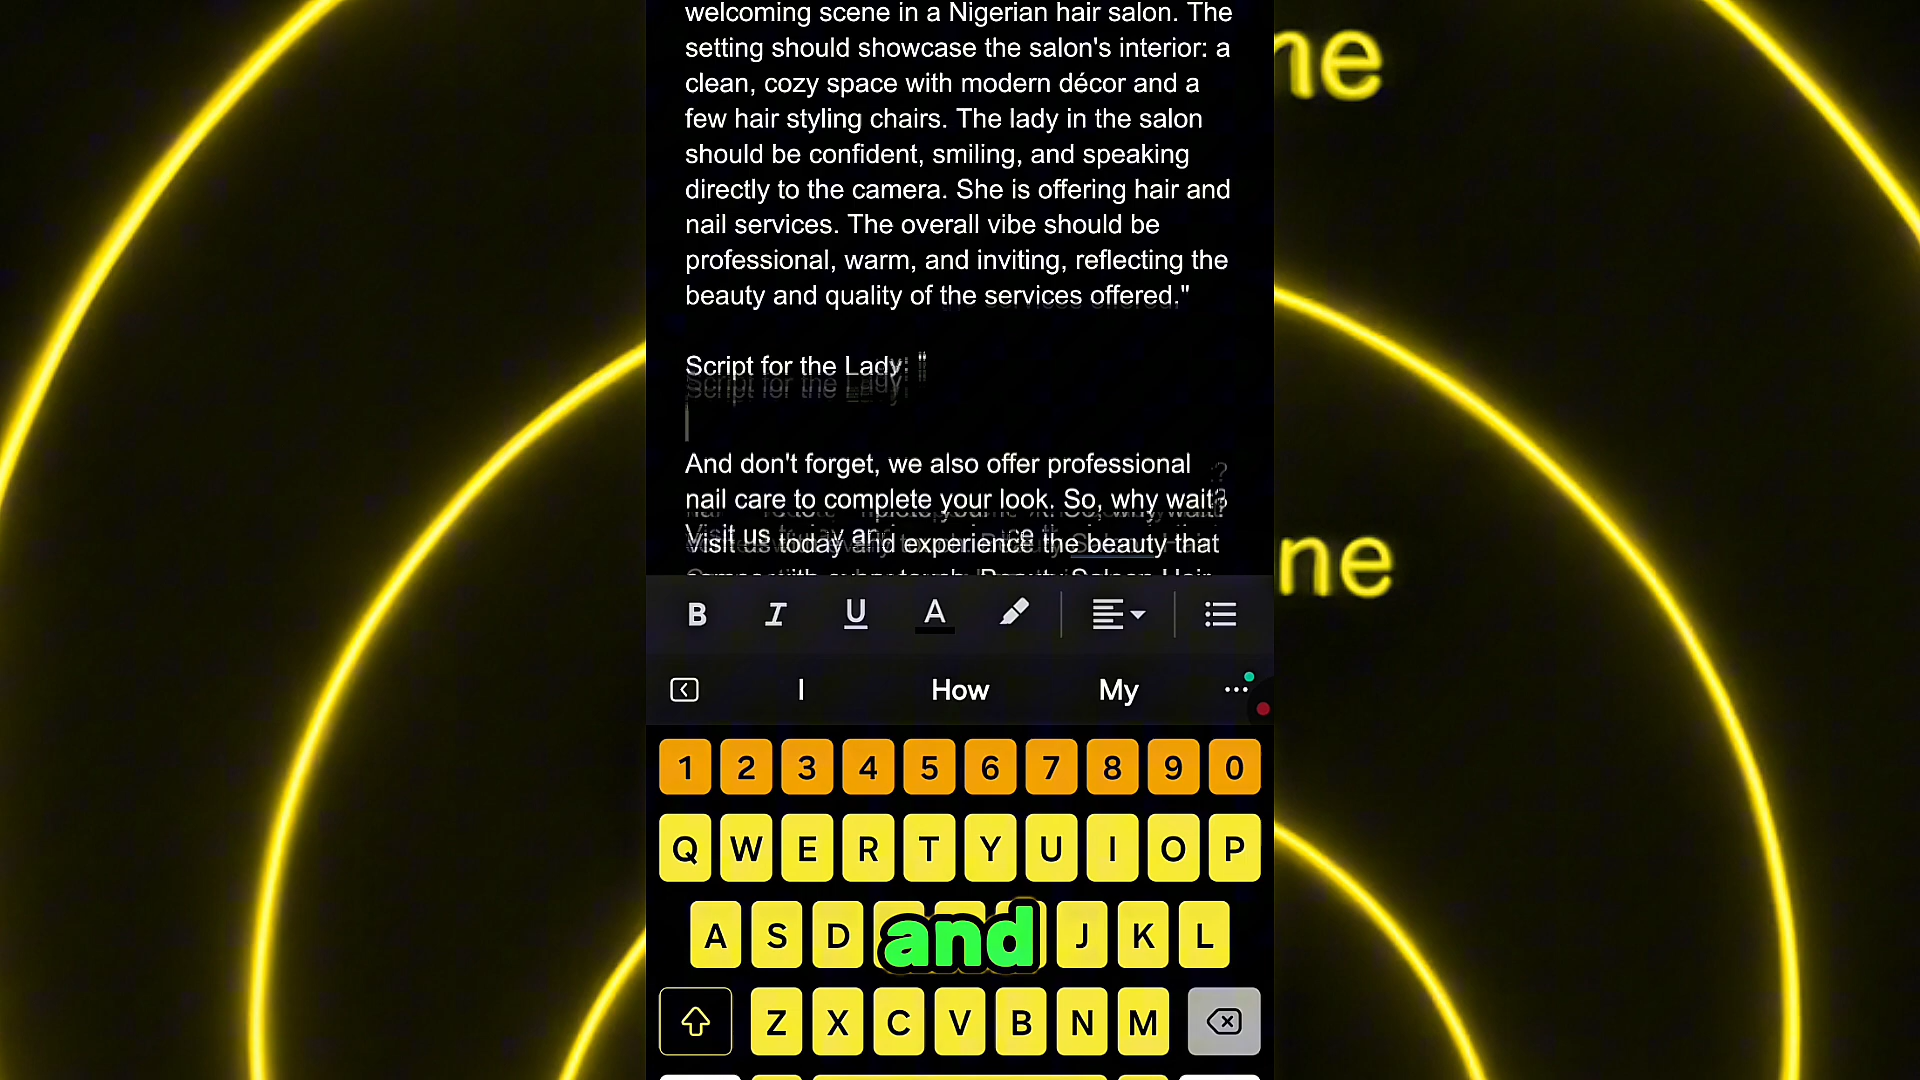 welcoming scene in a Nigerian hair salon. The
setting should showcase the salon's interior: a
clean, cozy space with modern décor and a
few hair styling chairs. The lady in the salon
should be confident, smiling, and speaking
directly to the camera. She is offering hair and
nail services. The overall vibe should be
professional, warm, and inviting, reflecting the
beauty and quality of the services offered."
Script for the Lady: "
And don't forget, we also offer professional
nail care to complete your look. So, why wait?
Visit us today and experience the beauty that
ne
ne
B I U A
I How My
1 2 3 4 5 6 7 8 9 0
Q W E R T Y U I O P
A S D and J K L
Z X C V B N M